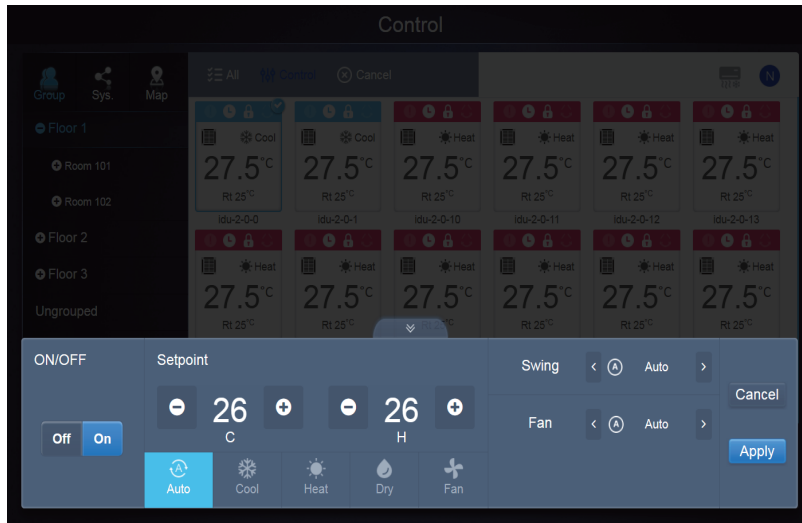 Control
All Control Cancel N
Group Sys. Map
Floor 1
Room 101
Room 102
Floor 2
Floor 3
Ungrouped
Cool Cool Heat Heat Heat Heat
27.5°C 27.5°C 27.5°C 27.5°C 27.5°C 27.5°C
Rt 25°C Rt 25°C Rt 25°C Rt 25°C Rt 25°C Rt 25°C
idu-2-0-0 idu-2-0-1 idu-2-0-10 idu-2-0-11 idu-2-0-12 idu-2-0-13
Heat Heat Heat Heat Heat Heat
27.5°C 27.5°C 27.5°C 27.5°C 27.5°C 27.5°C
Rt 25°C Rt 25°C Rt 25°C Rt 25°C Rt 25°C
ON/OFF
Off On
Setpoint
26 26
C H
A
Auto Cool Heat Dry Fan
Swing A Auto
Fan A Auto
Cancel
Apply